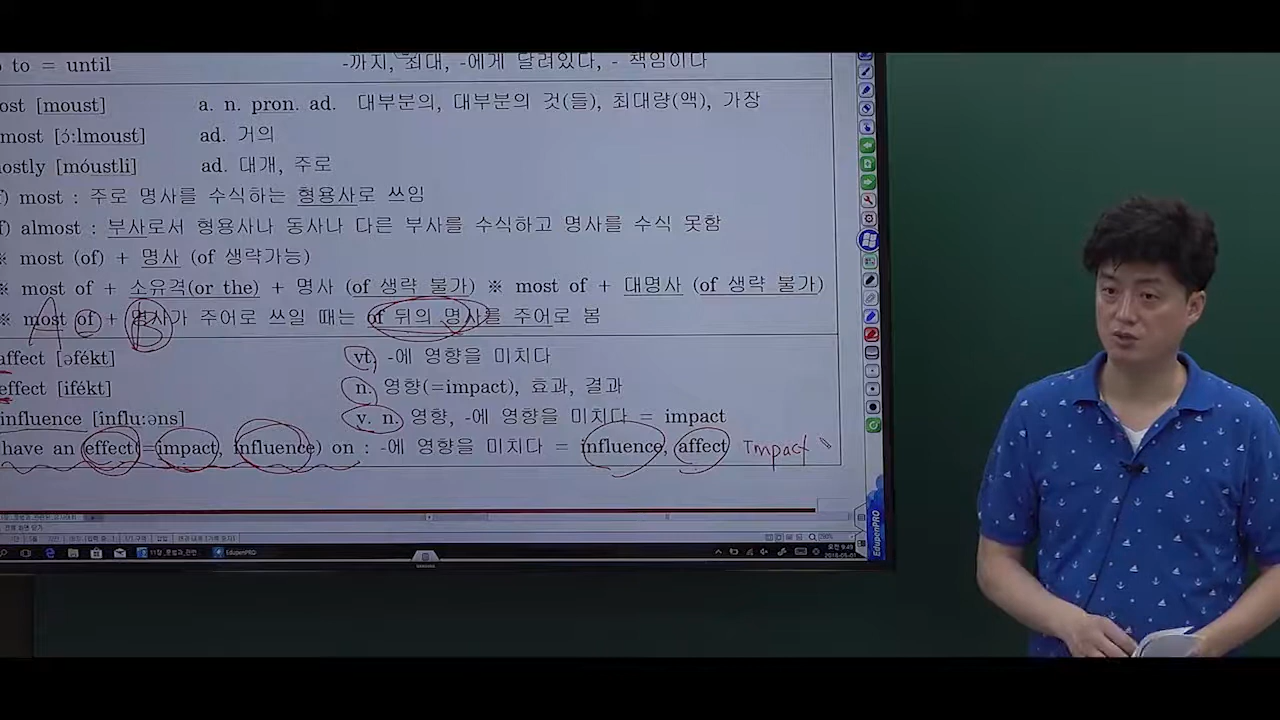 to = until -까지, 최대, -에게 달려있다, - 책임이다
ost [moust] a. n. pron. ad. 대부분의, 대부분의 것(들), 최대량(액), 가장
most [ɔ́:lmoust] ad. 거의
ostly [móustli] ad. 대개, 주로
f) most : 주로 명사를 수식하는 형용사로 쓰임
f) almost : 부사로서 형용사나 동사나 다른 부사를 수식하고 명사를 수식 못함
※ most (of) + 명사 (of 생략가능)
※ most of + 소유격(or the) + 명사 (of 생략 불가) ※ most of + 대명사 (of 생략 불가)
※ most of + 명사가 주어로 쓰일 때는 of 뒤의 명사를 주어로 봄
A B
affect [əfékt] vt. -에 영향을 미치다
effect [ifékt] n. 영향(=impact), 효과, 결과
influence [influ:əns] v. n. 영향, -에 영향을 미치다 = impact
have an effect(=impact, influence) on : -에 영향을 미치다 = influence, affect Impact
EdupenPRO
EdupenPRO
SAMSUNG
오전 9:49